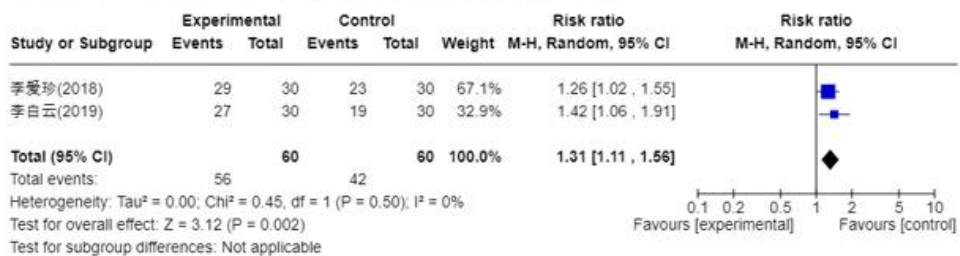 Experimental Control Risk ratio Risk ratio
Study or Subgroup Events Total Events Total Weight M-H, Random, 95% CI M-H, Random, 95% CI
李爱珍(2018) 29 30 23 30 67.1% 1.26 [1.02 , 1.55]
李白云(2019) 27 30 19 30 32.9% 1.42 [1.06 , 1.91]
Total (95% CI) 60 60 100.0% 1.31 [1.11 , 1.56]
Total events: 56 42
Heterogeneity: Tau² = 0.00; Chi² = 0.45, df = 1 (P = 0.50); I² = 0%
0.1 0.2 0.5 1 2 5 10
Test for overall effect: Z = 3.12 (P = 0.002) Favours [experimental] Favours [control]
Test for subgroup differences: Not applicable